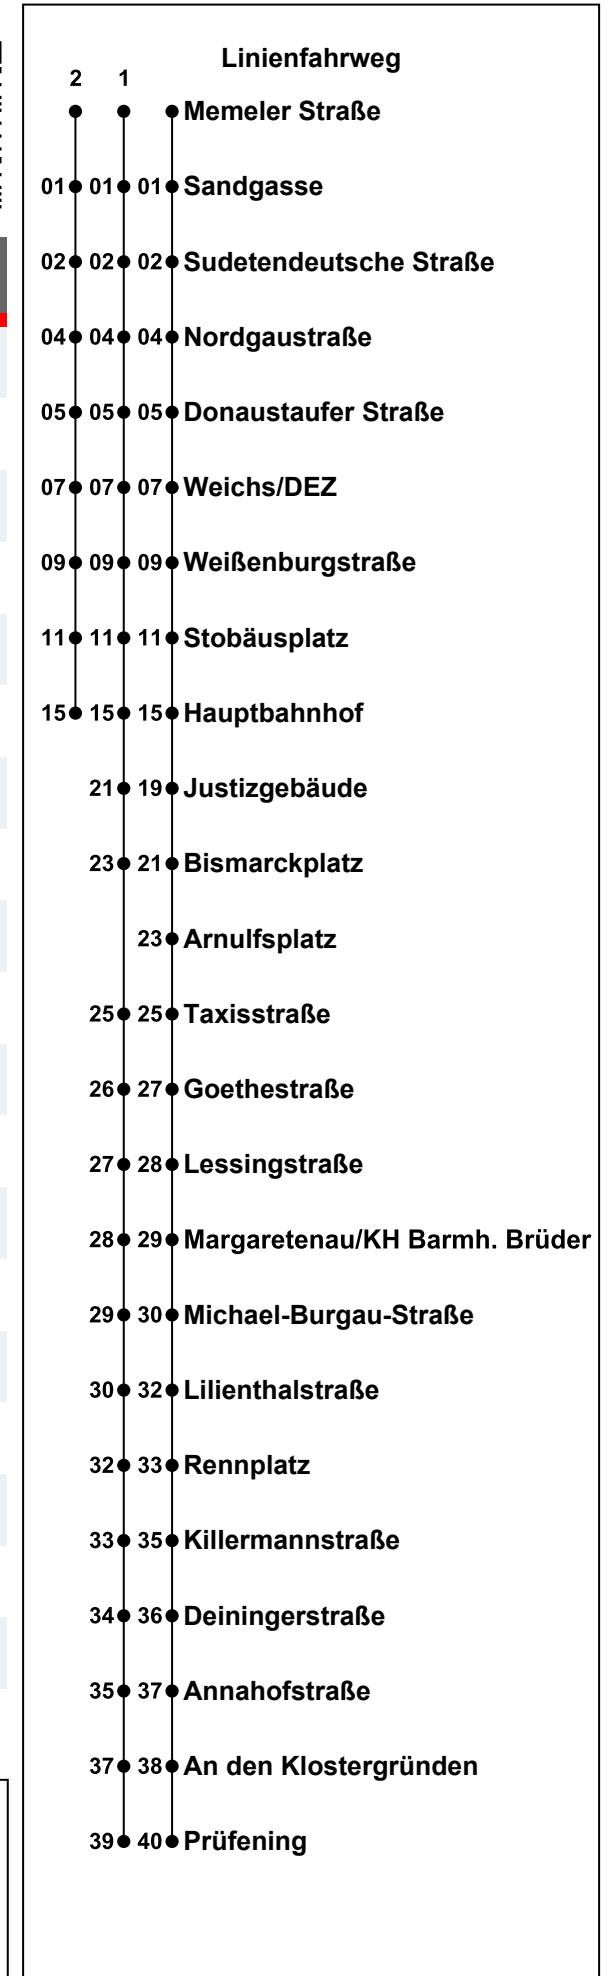 Linienfahrweg
2 1
Memeler Straße
01 01 01 Sandgasse
02 02 02 Sudetendeutsche Straße
04 04 04 Nordgaustraße
05 05 05 Donaustaufer Straße
07 07 07 Weichs/DEZ
09 09 09 Weißenburgstraße
11 11 11 Stobäusplatz
15 15 15 Hauptbahnhof
21 19 Justizgebäude
23 21 Bismarckplatz
23 Arnulfsplatz
25 25 Taxisstraße
26 27 Goethestraße
27 28 Lessingstraße
28 29 Margaretenau/KH Barmh. Brüder
29 30 Michael-Burgau-Straße
30 32 Lilienthalstraße
32 33 Rennplatz
33 35 Killermannstraße
34 36 Deiningerstraße
35 37 Annahofstraße
37 38 An den Klostergründen
39 40 Prüfening